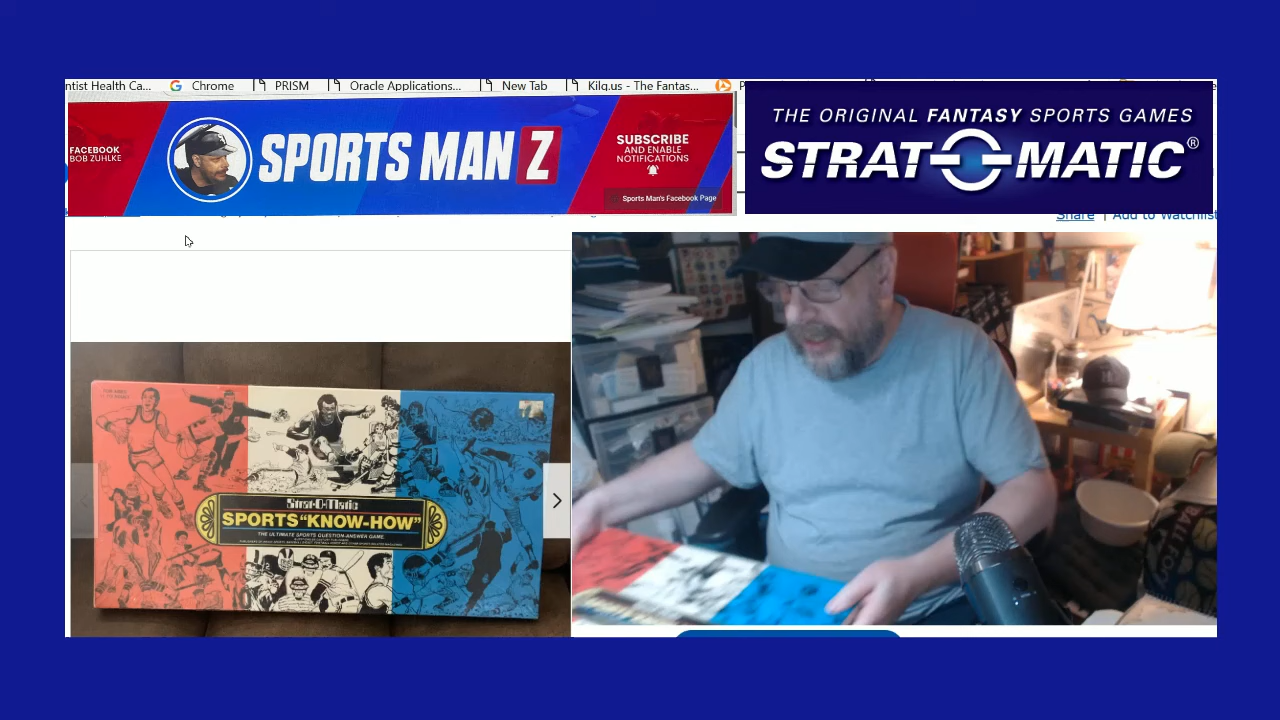 ntist Health Ca...
Chrome
PRISM
Oracle Applications...
New Tab
Kilq.us - The Fantas...
FACEBOOK
BOB ZUHLKE
SPORTS MAN Z
SUBSCRIBE
AND ENABLE
NOTIFICATIONS
Sports Man's Facebook Page
THE ORIGINAL FANTASY SPORTS GAMES
STRAT-O-MATIC®
Share | Add to Watchlist
Strat-O-Matic
SPORTS "KNOW-HOW"
THE ULTIMATE SPORTS QUESTION-ANSWER GAME